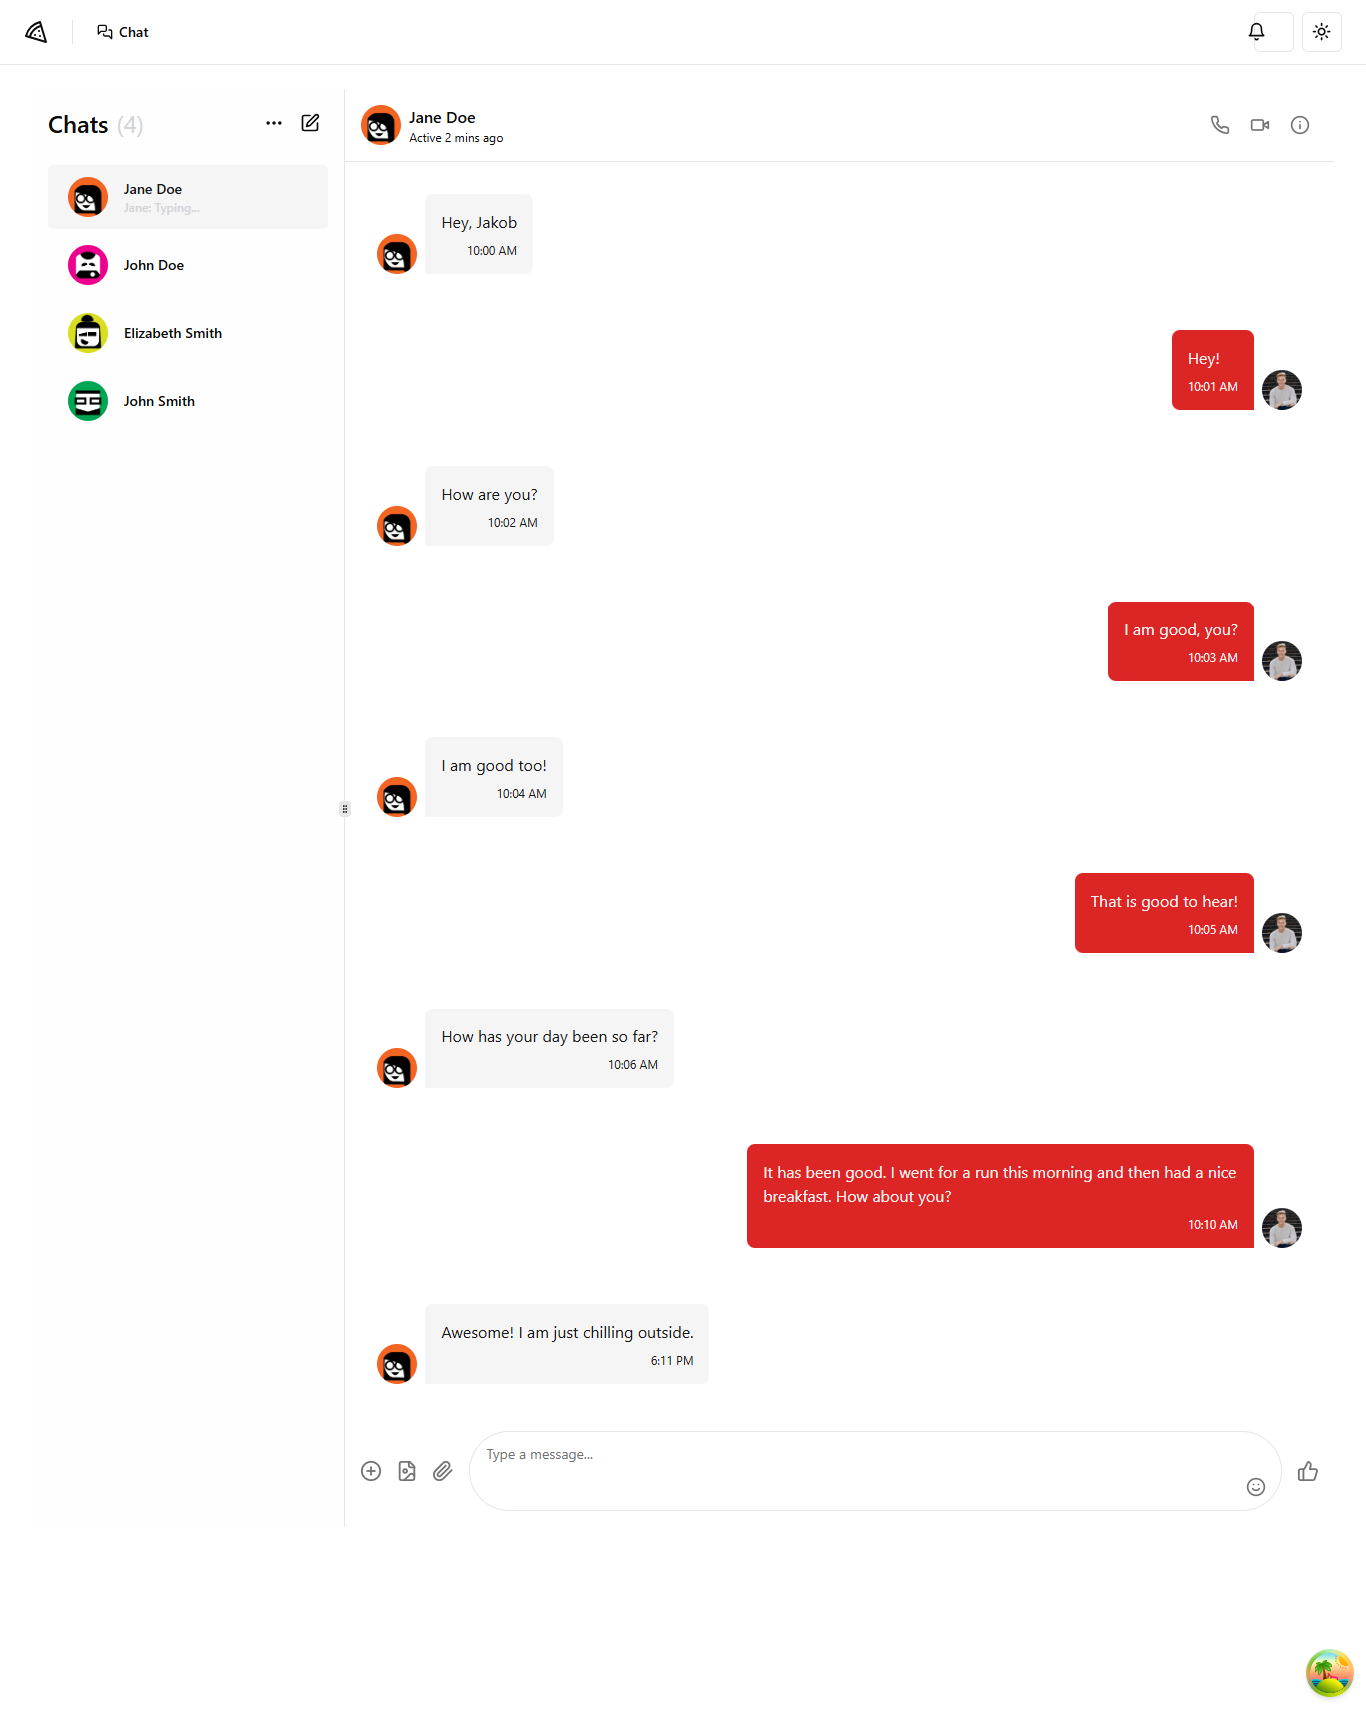 Chat
Chats (4)
Jane Doe
Jane: Typing...
John Doe
Elizabeth Smith
John Smith
Jane Doe
Active 2 mins ago
Hey, Jakob
10:00 AM
Hey!
10:01 AM
How are you?
10:02 AM
I am good, you?
10:03 AM
I am good too!
10:04 AM
That is good to hear!
10:05 AM
How has your day been so far?
10:06 AM
It has been good. I went for a run this morning and then had a nice
breakfast. How about you?
10:10 AM
Awesome! I am just chilling outside.
6:11 PM
Type a message...